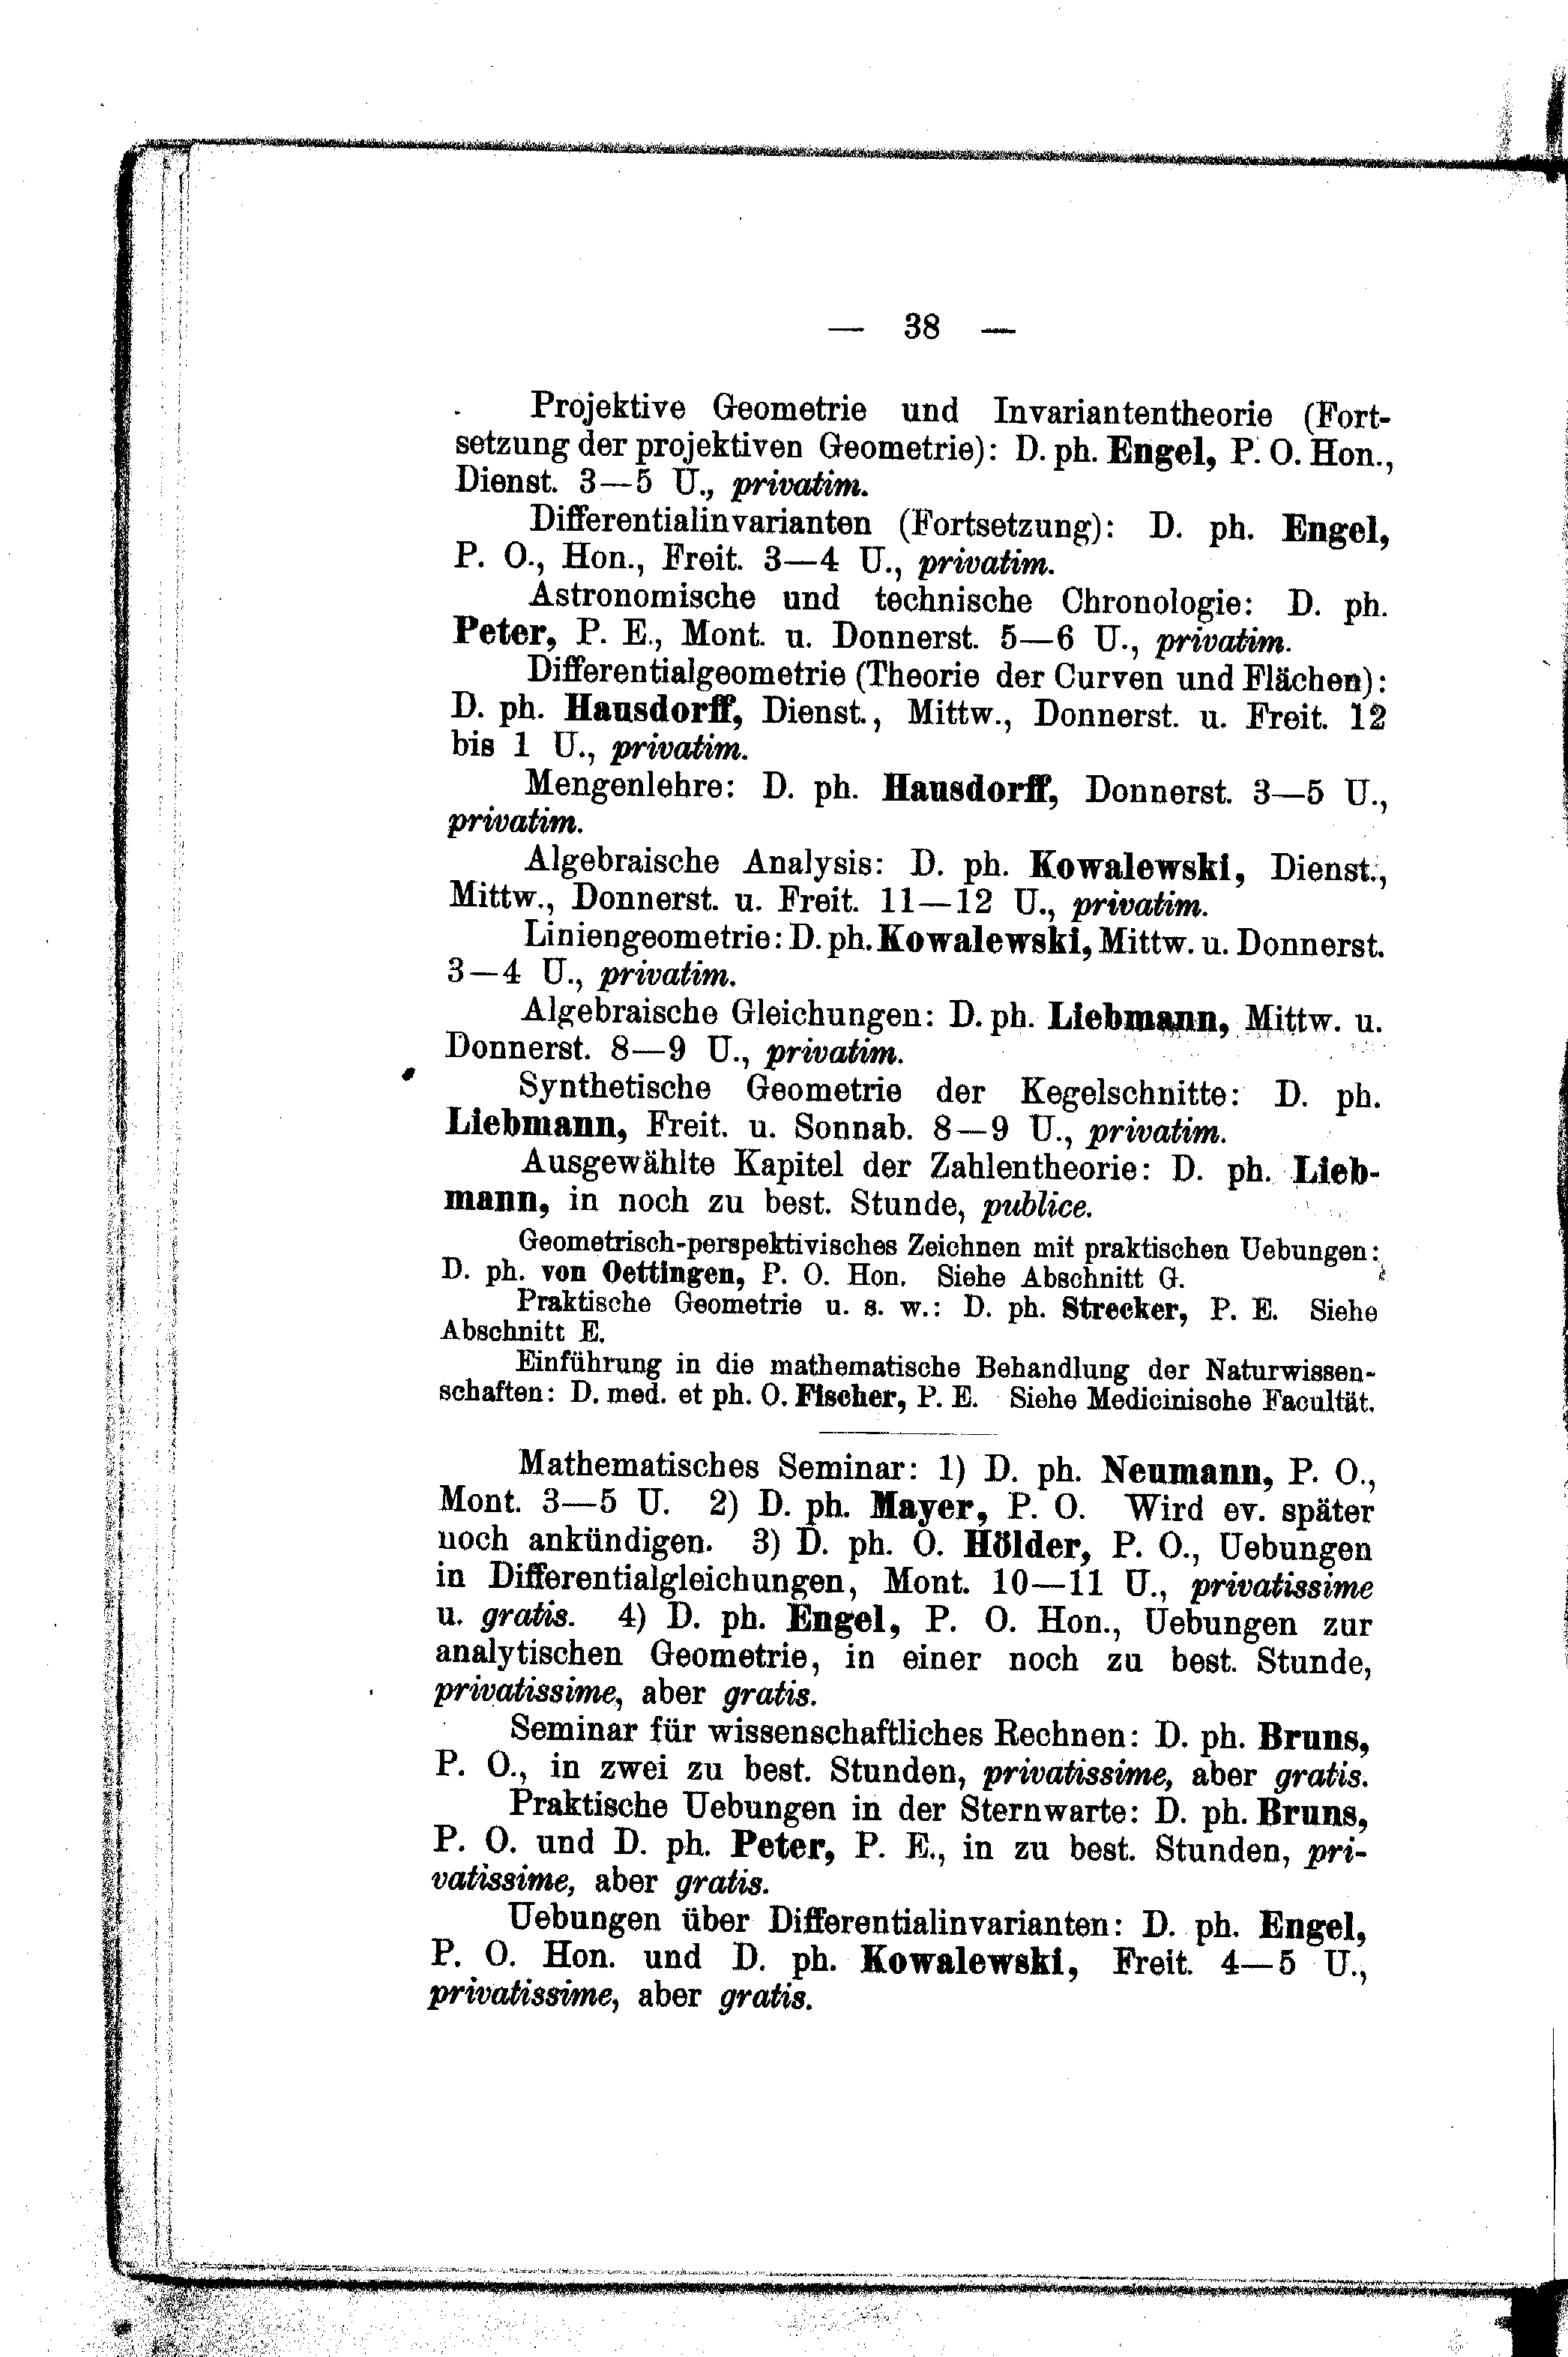 — 38 —
Projektive Geometrie und Invariantentheorie (Fort-
setzung der projektiven Geometrie): D. ph. Engel, P. O. Hon.,
Dienst. 3—5 U., privatim.
Differentialinvarianten (Fortsetzung): D. ph. Engel,
P. O., Hon., Freit. 3—4 U., privatim.
Astronomische und technische Chronologie: D. ph.
Peter, P. E., Mont. u. Donnerst. 5—6 U., privatim.
Differentialgeometrie (Theorie der Curven und Flächen):
D. ph. Hausdorff, Dienst., Mittw., Donnerst. u. Freit. 12
bis 1 U., privatim.
Mengenlehre: D. ph. Hausdorff, Donnerst. 3—5 U.,
privatim.
Algebraische Analysis: D. ph. Kowalewski, Dienst.,
Mittw., Donnerst. u. Freit. 11—12 U., privatim.
Liniengeometrie: D. ph. Kowalewski, Mittw. u. Donnerst.
3—4 U., privatim.
Algebraische Gleichungen: D. ph. Liebmann, Mittw. u.
Donnerst. 8—9 U., privatim.
Synthetische Geometrie der Kegelschnitte: D. ph.
Liebmann, Freit. u. Sonnab. 8—9 U., privatim.
Ausgewählte Kapitel der Zahlentheorie: D. ph. Lieb-
mann, in noch zu best. Stunde, publice.
Geometrisch-perspektivisches Zeichnen mit praktischen Uebungen:
D. ph. von Oettingen, P. O. Hon. Siehe Abschnitt G.
Praktische Geometrie u. s. w.: D. ph. Strecker, P. E. Siehe
Abschnitt E.
Einführung in die mathematische Behandlung der Naturwissen-
schaften: D. med. et ph. O. Fischer, P. E. Siehe Medicinische Facultät.
Mathematisches Seminar: 1) D. ph. Neumann, P. O.,
Mont. 3—5 U. 2) D. ph. Mayer, P. O. Wird ev. später
noch ankündigen. 3) D. ph. O. Hölder, P. O., Uebungen
in Differentialgleichungen, Mont. 10—11 U., privatissime
u. gratis. 4) D. ph. Engel, P. O. Hon., Uebungen zur
analytischen Geometrie, in einer noch zu best. Stunde,
privatissime, aber gratis.
Seminar für wissenschaftliches Rechnen: D. ph. Bruns,
P. O., in zwei zu best. Stunden, privatissime, aber gratis.
Praktische Uebungen in der Sternwarte: D. ph. Bruns,
P. O. und D. ph. Peter, P. E., in zu best. Stunden, pri-
vatissime, aber gratis.
Uebungen über Differentialinvarianten: D. ph. Engel,
P. O. Hon. und D. ph. Kowalewski, Freit. 4—5 U.,
privatissime, aber gratis.